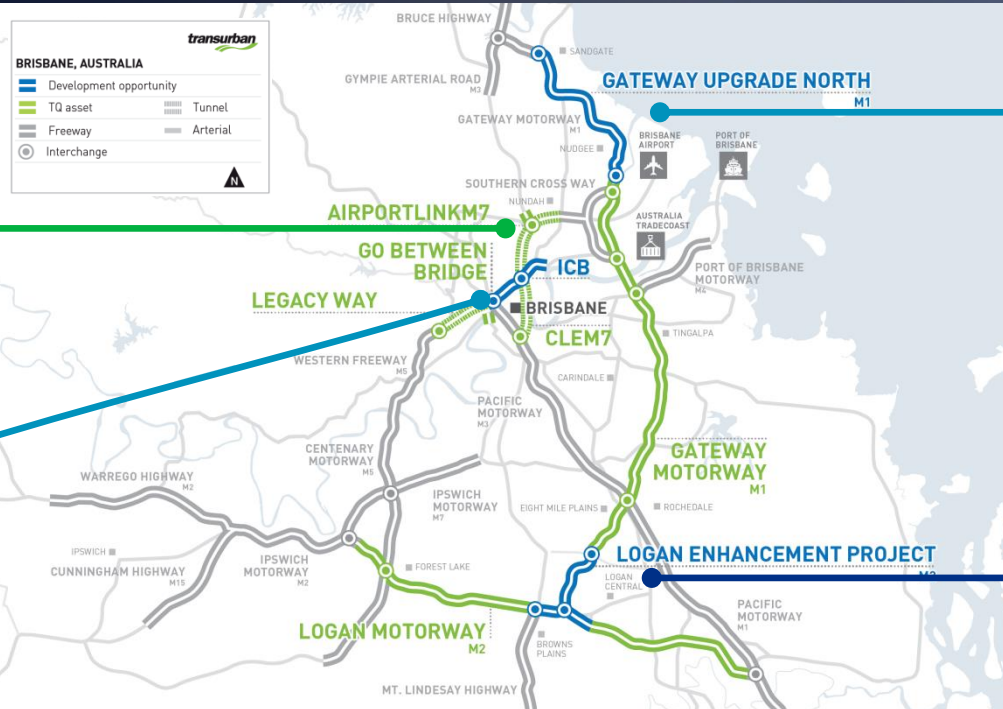 transurban
BRISBANE, AUSTRALIA
Development opportunity
TQ asset
Tunnel
Freeway
Arterial
Interchange
N
BRUCE HIGHWAY
SANDGATE
GYMPIE ARTERIAL ROAD
M3
GATEWAY UPGRADE NORTH
M1
GATEWAY MOTORWAY
M1
NUDGEE
BRISBANE
AIRPORT
PORT OF
BRISBANE
SOUTHERN CROSS WAY
NUNDAH
AIRPORTLINKM7
AUSTRALIA
TRADECOAST
GO BETWEEN
BRIDGE
ICB
PORT OF BRISBANE
MOTORWAY
M4
LEGACY WAY
BRISBANE
CLEM7
TINGALPA
WESTERN FREEWAY
M5
CARINDALE
PACIFIC
MOTORWAY
M3
CENTENARY
MOTORWAY
M5
GATEWAY
MOTORWAY
M1
WARREGO HIGHWAY
M2
IPSWICH
MOTORWAY
M7
EIGHT MILE PLAINS
ROCHEDALE
IPSWICH
CUNNINGHAM HIGHWAY
M15
IPSWICH
MOTORWAY
M2
FOREST LAKE
LOGAN ENHANCEMENT PROJECT
LOGAN
CENTRAL
PACIFIC
MOTORWAY
M1
LOGAN MOTORWAY
M2
BROWNS
PLAINS
MT. LINDESAY HIGHWAY